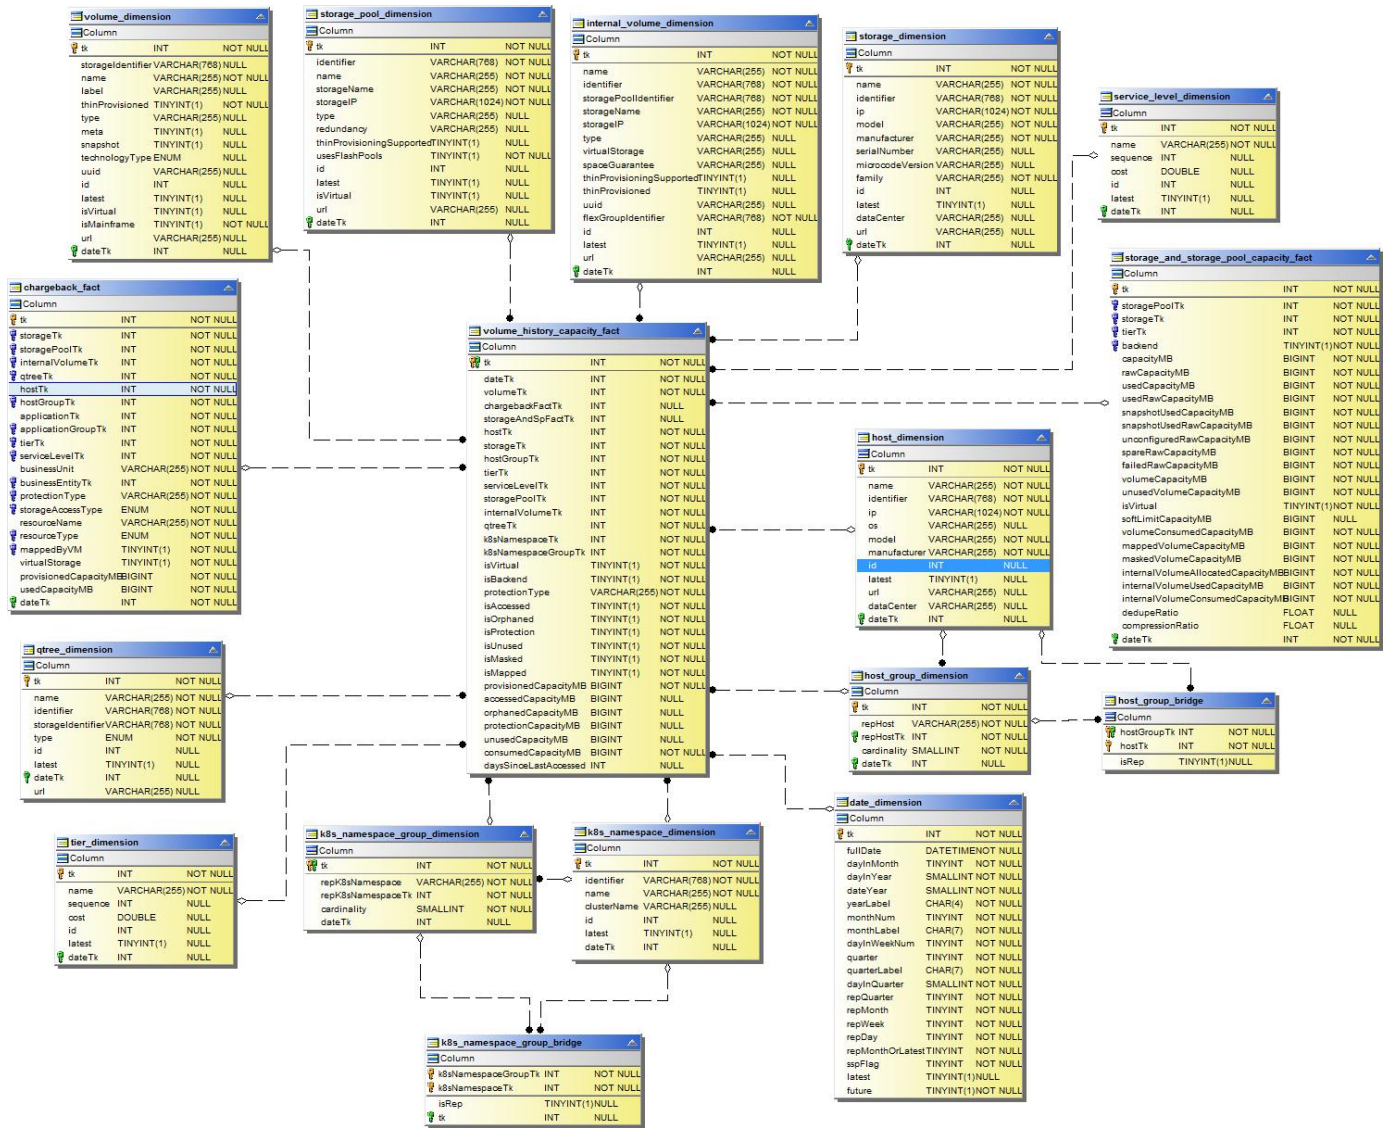 volume_dimension
Column
tk INT NOT NULL
storageIdentifier VARCHAR(768) NULL
name VARCHAR(255) NOT NULL
label VARCHAR(255) NULL
thinProvisioned TINYINT(1) NOT NULL
type VARCHAR(255) NULL
meta TINYINT(1) NULL
snapshot TINYINT(1) NULL
technologyType ENUM NULL
uuid VARCHAR(255) NULL
id INT NULL
latest TINYINT(1) NULL
isVirtual TINYINT(1) NULL
isMainframe TINYINT(1) NOT NULL
url VARCHAR(255) NULL
dateTk INT NULL
storage_pool_dimension
Column
tk INT NOT NULL
identifier VARCHAR(768) NOT NULL
name VARCHAR(255) NOT NULL
storageName VARCHAR(255) NOT NULL
storageIP VARCHAR(1024) NOT NULL
type VARCHAR(255) NULL
redundancy VARCHAR(255) NULL
thinProvisioningSupported TINYINT(1) NULL
usesFlashPools TINYINT(1) NOT NULL
id INT NULL
latest TINYINT(1) NULL
isVirtual TINYINT(1) NULL
url VARCHAR(255) NULL
dateTk INT NULL
internal_volume_dimension
Column
tk INT NOT NULL
name VARCHAR(255) NOT NULL
identifier VARCHAR(768) NOT NULL
storagePoolIdentifier VARCHAR(768) NOT NULL
storageName VARCHAR(255) NOT NULL
storageIP VARCHAR(1024) NOT NULL
type VARCHAR(255) NULL
virtualStorage VARCHAR(255) NULL
spaceGuarantee VARCHAR(255) NULL
thinProvisioningSupported TINYINT(1) NULL
thinProvisioned TINYINT(1) NULL
uuid VARCHAR(255) NULL
flexGroupIdentifier VARCHAR(768) NOT NULL
id INT NULL
latest TINYINT(1) NULL
url VARCHAR(255) NULL
dateTk INT NULL
storage_dimension
Column
tk INT NOT NULL
name VARCHAR(255) NOT NULL
identifier VARCHAR(768) NOT NULL
ip VARCHAR(1024) NOT NULL
model VARCHAR(255) NOT NULL
manufacturer VARCHAR(255) NOT NULL
serialNumber VARCHAR(255) NULL
microcodeVersion VARCHAR(255) NULL
family VARCHAR(255) NOT NULL
id INT NULL
latest TINYINT(1) NULL
dataCenter VARCHAR(255) NULL
url VARCHAR(255) NULL
dateTk INT NULL
service_level_dimension
Column
tk INT NOT NULL
name VARCHAR(255) NOT NULL
sequence INT NULL
cost DOUBLE NULL
id INT NULL
latest TINYINT(1) NULL
dateTk INT NULL
chargeback_fact
Column
tk INT NOT NULL
storageTk INT NOT NULL
storagePoolTk INT NOT NULL
internalVolumeTk INT NOT NULL
qtreeTk INT NOT NULL
hostTk INT NOT NULL
hostGroupTk INT NOT NULL
applicationTk INT NOT NULL
applicationGroupTk INT NOT NULL
tierTk INT NOT NULL
serviceLevelTk INT NOT NULL
businessUnit VARCHAR(255) NOT NULL
businessEntityTk INT NOT NULL
protectionType VARCHAR(255) NOT NULL
storageAccessType ENUM NOT NULL
resourceName VARCHAR(255) NOT NULL
resourceType ENUM NOT NULL
mappedByVM TINYINT(1) NOT NULL
virtualStorage TINYINT(1) NOT NULL
provisionedCapacityMB BIGINT NOT NULL
usedCapacityMB BIGINT NOT NULL
dateTk INT NOT NULL
volume_history_capacity_fact
Column
tk INT NOT NULL
dateTk INT NOT NULL
volumeTk INT NOT NULL
chargebackFactTk INT NULL
storageAndSpFactTk INT NULL
hostTk INT NOT NULL
storageTk INT NOT NULL
hostGroupTk INT NOT NULL
tierTk INT NOT NULL
serviceLevelTk INT NOT NULL
storagePoolTk INT NOT NULL
internalVolumeTk INT NOT NULL
qtreeTk INT NOT NULL
k8sNamespaceTk INT NOT NULL
k8sNamespaceGroupTk INT NOT NULL
isVirtual TINYINT(1) NOT NULL
isBackend TINYINT(1) NOT NULL
protectionType VARCHAR(255) NOT NULL
isAccessed TINYINT(1) NOT NULL
isOrphaned TINYINT(1) NOT NULL
isProtection TINYINT(1) NOT NULL
isUnused TINYINT(1) NOT NULL
isMasked TINYINT(1) NOT NULL
isMapped TINYINT(1) NOT NULL
provisionedCapacityMB BIGINT NOT NULL
accessedCapacityMB BIGINT NULL
orphanedCapacityMB BIGINT NULL
protectionCapacityMB BIGINT NULL
unusedCapacityMB BIGINT NULL
consumedCapacityMB BIGINT NOT NULL
daysSinceLastAccessed INT NULL
storage_and_storage_pool_capacity_fact
Column
tk INT NOT NULL
storagePoolTk INT NOT NULL
storageTk INT NOT NULL
tierTk INT NOT NULL
backend TINYINT(1) NOT NULL
capacityMB BIGINT NOT NULL
rawCapacityMB BIGINT NOT NULL
usedCapacityMB BIGINT NOT NULL
usedRawCapacityMB BIGINT NOT NULL
snapshotUsedCapacityMB BIGINT NOT NULL
snapshotUsedRawCapacityMB BIGINT NOT NULL
unconfiguredRawCapacityMB BIGINT NOT NULL
spareRawCapacityMB BIGINT NOT NULL
failedRawCapacityMB BIGINT NOT NULL
volumeCapacityMB BIGINT NOT NULL
unusedVolumeCapacityMB BIGINT NOT NULL
isVirtual TINYINT(1) NOT NULL
softLimitCapacityMB BIGINT NULL
volumeConsumedCapacityMB BIGINT NOT NULL
mappedVolumeCapacityMB BIGINT NOT NULL
maskedVolumeCapacityMB BIGINT NOT NULL
internalVolumeAllocatedCapacityMB BIGINT NOT NULL
internalVolumeUsedCapacityMB BIGINT NOT NULL
internalVolumeConsumedCapacityMB BIGINT NOT NULL
dedupeRatio FLOAT NULL
compressionRatio FLOAT NULL
dateTk INT NOT NULL
host_dimension
Column
tk INT NOT NULL
name VARCHAR(255) NOT NULL
identifier VARCHAR(768) NOT NULL
ip VARCHAR(1024) NOT NULL
os VARCHAR(255) NULL
model VARCHAR(255) NOT NULL
manufacturer VARCHAR(255) NOT NULL
id INT NULL
latest TINYINT(1) NULL
url VARCHAR(255) NULL
dataCenter VARCHAR(255) NULL
dateTk INT NULL
qtree_dimension
Column
tk INT NOT NULL
name VARCHAR(255) NOT NULL
identifier VARCHAR(768) NOT NULL
storageIdentifier VARCHAR(768) NOT NULL
type ENUM NOT NULL
id INT NULL
latest TINYINT(1) NULL
dateTk INT NULL
url VARCHAR(255) NULL
host_group_dimension
Column
tk INT NOT NULL
repHost VARCHAR(255) NOT NULL
repHostTk INT NOT NULL
cardinality SMALLINT NOT NULL
dateTk INT NULL
host_group_bridge
Column
hostGroupTk INT NOT NULL
hostTk INT NOT NULL
isRep TINYINT(1) NULL
tier_dimension
Column
tk INT NOT NULL
name VARCHAR(255) NOT NULL
sequence INT NULL
cost DOUBLE NULL
id INT NULL
latest TINYINT(1) NULL
dateTk INT NULL
k8s_namespace_group_dimension
Column
tk INT NOT NULL
repK8sNamespace VARCHAR(255) NOT NULL
repK8sNamespaceTk INT NOT NULL
cardinality SMALLINT NOT NULL
dateTk INT NULL
k8s_namespace_dimension
Column
tk INT NOT NULL
identifier VARCHAR(768) NOT NULL
name VARCHAR(255) NOT NULL
clusterName VARCHAR(255) NULL
id INT NULL
latest TINYINT(1) NULL
dateTk INT NULL
date_dimension
Column
tk INT NOT NULL
fullDate DATETIME NOT NULL
dayInMonth TINYINT NOT NULL
dayInYear SMALLINT NOT NULL
dateYear SMALLINT NOT NULL
yearLabel CHAR(4) NOT NULL
monthNum TINYINT NOT NULL
monthLabel CHAR(7) NOT NULL
dayInWeekNum TINYINT NOT NULL
quarter TINYINT NOT NULL
quarterLabel CHAR(7) NOT NULL
dayInQuarter SMALLINT NOT NULL
repQuarter TINYINT NOT NULL
repMonth TINYINT NOT NULL
repWeek TINYINT NOT NULL
repDay TINYINT NOT NULL
repMonthOrLatest TINYINT NOT NULL
sspFlag TINYINT NOT NULL
latest TINYINT(1) NULL
future TINYINT(1) NOT NULL
k8s_namespace_group_bridge
Column
k8sNamespaceGroupTk INT NOT NULL
k8sNamespaceTk INT NOT NULL
isRep TINYINT(1) NULL
tk INT NULL